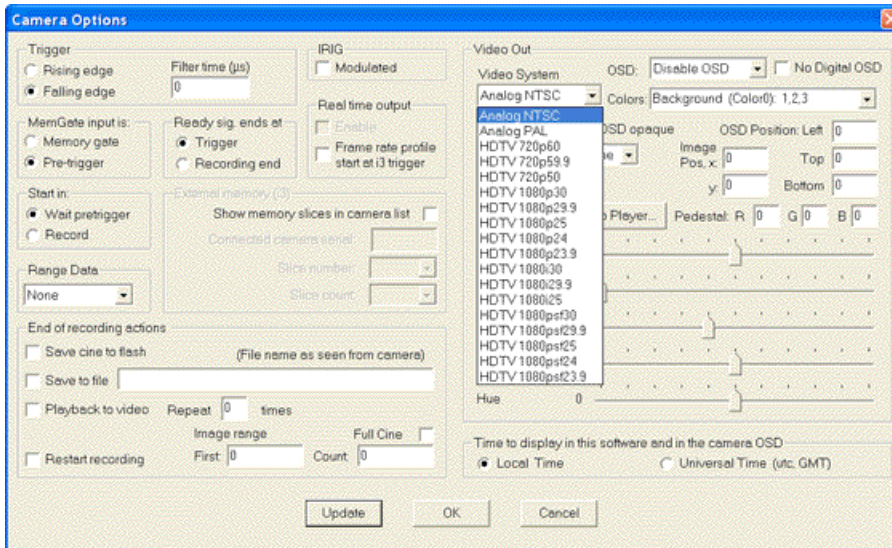 Camera Options
Trigger
Rising edge
Falling edge
Filter time (µs)
0
IRIG
Modulated
MemGate input is:
Memory gate
Pre-trigger
Ready sig. ends at
Trigger
Recording end
Real time output
Enable
Frame rate profile
start at i3 trigger
Start in:
Wait pretrigger
Record
External memory (i3)
Show memory slices in camera list
Connected camera serial:
Slice number:
Slice count:
Range Data
None
End of recording actions
Save cine to flash
(File name as seen from camera)
Save to file
Playback to video Repeat 0 times
Image range Full Cine
Restart recording First 0 Count 0
Video Out
Video System
OSD: Disable OSD No Digital OSD
Analog NTSC Colors: Background (Color0): 1,2,3
Analog NTSC
Analog PAL
HDTV 720p60
HDTV 720p59.9
HDTV 720p50
HDTV 1080p30
HDTV 1080p29.9
HDTV 1080p25
HDTV 1080p24
HDTV 1080p23.9
HDTV 1080i30
HDTV 1080i29.9
HDTV 1080i25
HDTV 1080psf30
HDTV 1080psf29.9
HDTV 1080psf25
HDTV 1080psf24
HDTV 1080psf23.9
OSD opaque OSD Position: Left 0
Image
Pos, x: 0 Top 0
y: 0 Bottom 0
Player... Pedestal: R 0 G 0 B 0
Hue 0
Time to display in this software and in the camera OSD
Local Time
Universal Time (utc, GMT)
Update
OK
Cancel